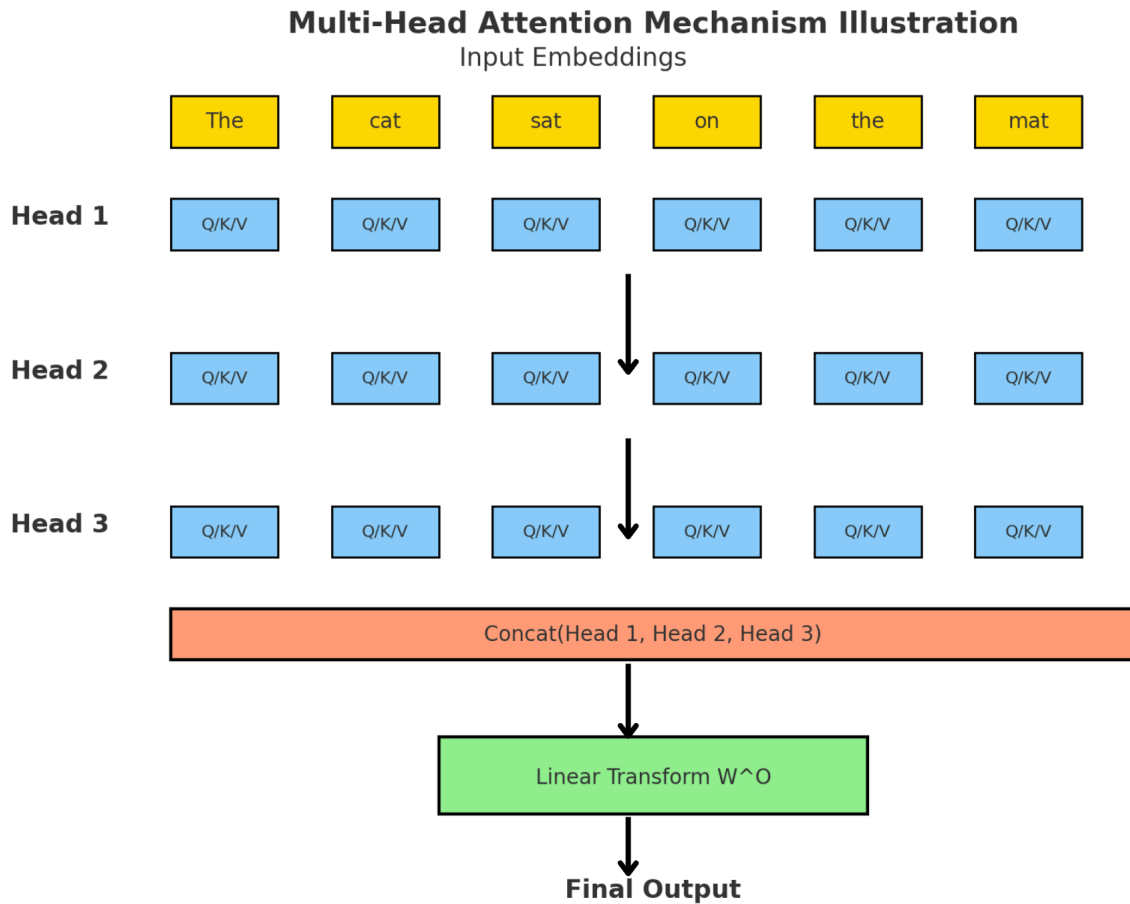 Multi-Head Attention Mechanism Illustration
Input Embeddings
The cat sat on the mat
Head 1 Q/K/V Q/K/V Q/K/V Q/K/V Q/K/V Q/K/V
Head 2 Q/K/V Q/K/V Q/K/V Q/K/V Q/K/V Q/K/V
Head 3 Q/K/V Q/K/V Q/K/V Q/K/V Q/K/V Q/K/V
Concat(Head 1, Head 2, Head 3)
Linear Transform W^O
Final Output